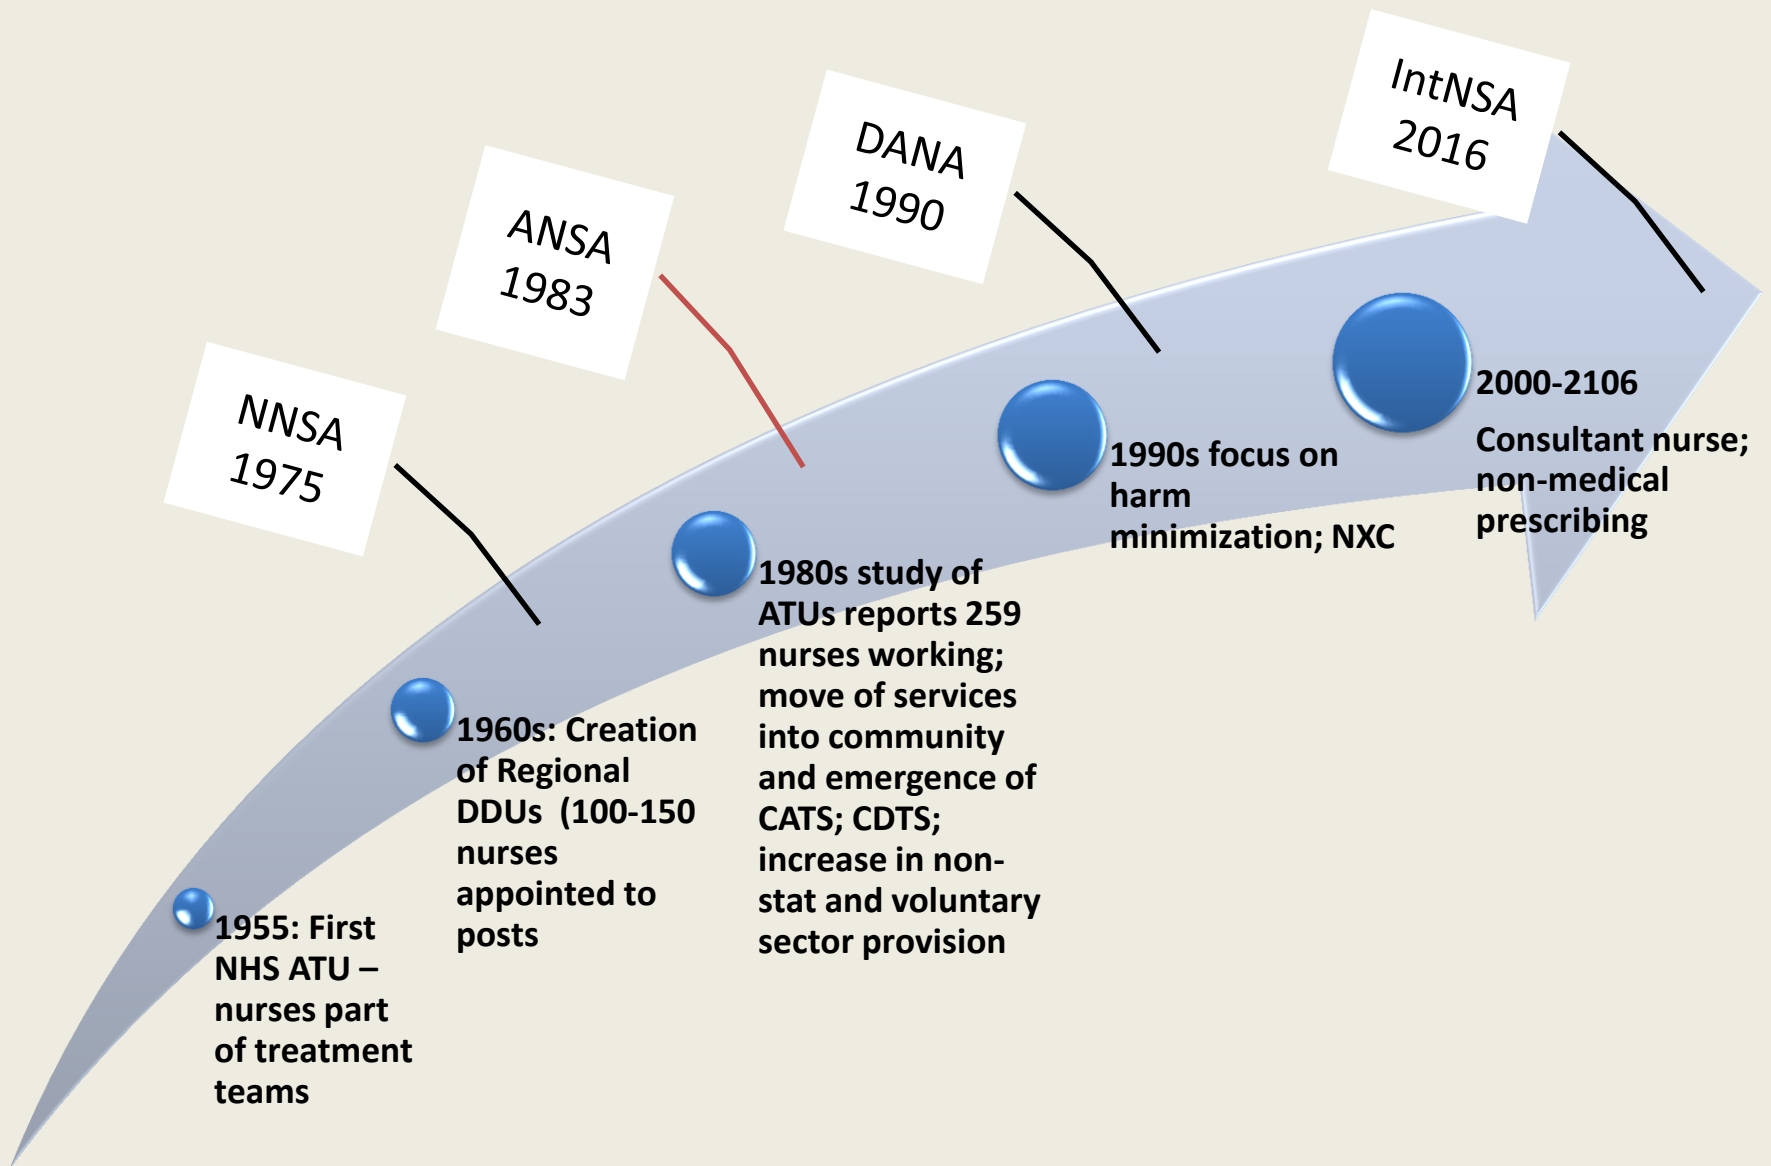 NNSA
1975
ANSA
1983
DANA
1990
IntNSA
2016
1955: First
NHS ATU –
nurses part
of treatment
teams
1960s: Creation
of Regional
DDUs  (100-150
nurses
appointed to
posts
1980s study of
ATUs reports 259
nurses working;
move of services
into community
and emergence of
CATS; CDTS;
increase in non-
stat and voluntary
sector provision
1990s focus on
harm
minimization; NXC
2000-2106
Consultant nurse;
non-medical
prescribing